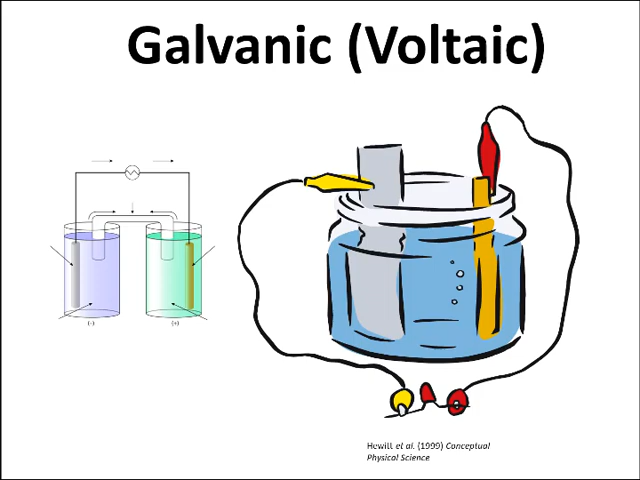 Galvanic (Voltaic)
(-)
(+)
Hewitt et al. (1999) Conceptual
Physical Science